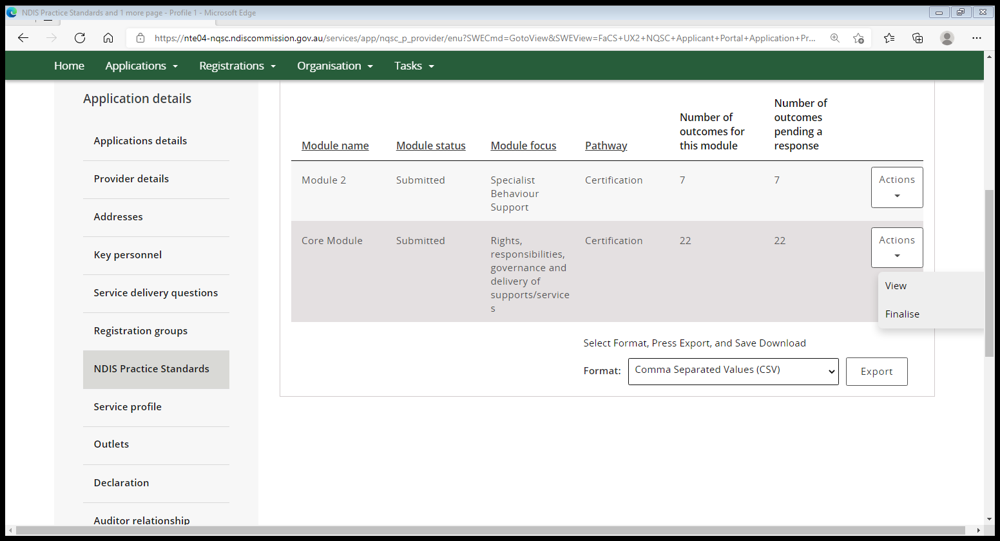 NDIS Practice Standards and 1 more page - Profile 1 - Microsoft Edge
https://nte04-nqsc.ndiscommission.gov.au/services/app/nqsc_p_provider/enu?SWECmd=GotoView&SWEView=FaCS+UX2+NQSC+Applicant+Portal+Application+Pr...
Home Applications Registrations Organisation Tasks
Application details
Applications details
Provider details
Addresses
Key personnel
Service delivery questions
Registration groups
NDIS Practice Standards
Service profile
Outlets
Declaration
Auditor relationship
Module name
Module status
Module focus
Pathway
Number of
outcomes for
this module
Number of
outcomes
pending a
response
Module 2
Submitted
Specialist
Behaviour
Support
Certification
7
7
Actions
Core Module
Submitted
Rights,
responsibilities,
governance and
delivery of
supports/service
s
Certification
22
22
Actions
View
Finalise
Select Format, Press Export, and Save Download
Format: Comma Separated Values (CSV) Export